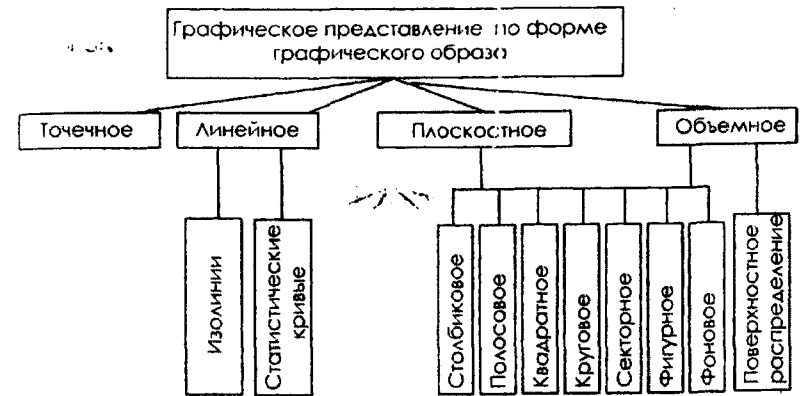 Графическое представление по форме
графического образа
Точечное
Линейное
Плоскостное
Объемное
Изолинии
Статистические
кривые
Столбиковое
Полосовое
Квадратное
Круговое
Секторное
Фигурное
Фоновое
Поверхностное
распределение